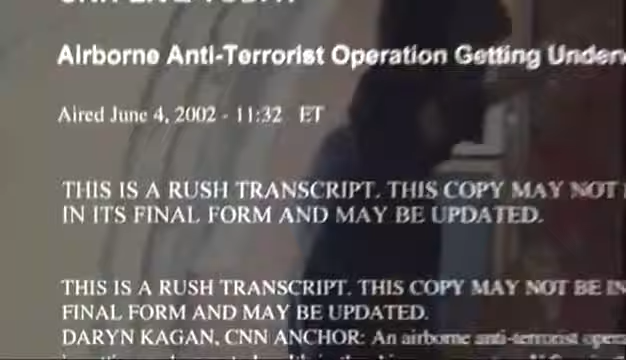 Airborne Anti-Terrorist Operation Getting
Aired June 4, 2002 - 11:32 ET
THIS IS A RUSH TRANSCRIPT. THIS COPY MAY NOT
IN ITS FINAL FORM AND MAY BE UPDATED.
THIS IS A RUSH TRANSCRIPT. THIS COPY MAY NOT BE IN
FINAL FORM AND MAY BE UPDATED.
DARYN KAGAN, CNN ANCHOR: An airborne anti-terrorist